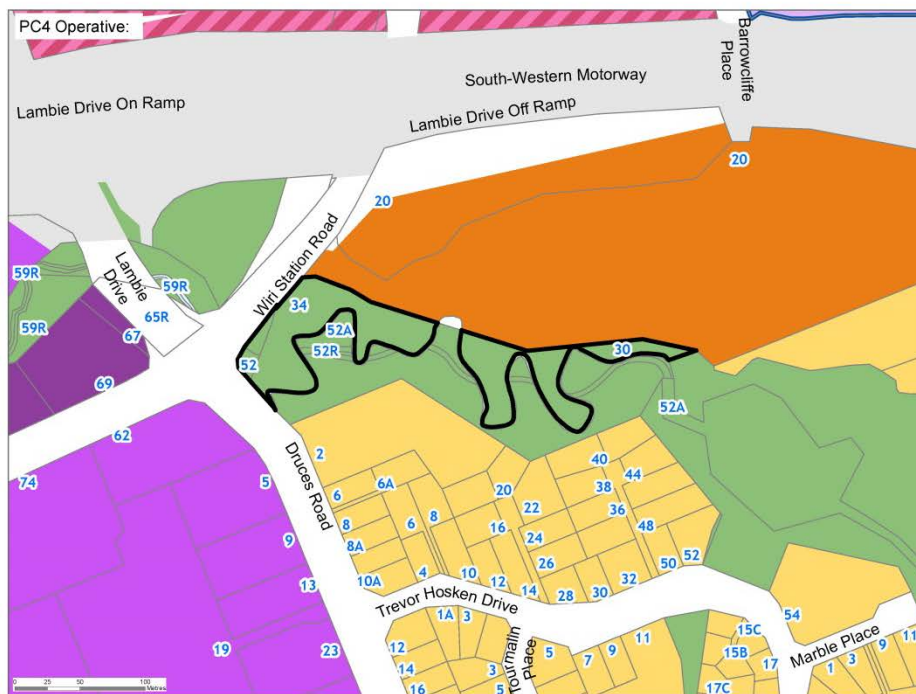 PC4 Operative:
Barrowcliffe
Place
South-Western Motorway
Lambie Drive On Ramp
Lambie Drive Off Ramp
20
20
Wiri Station Road
59R
59R
Lambie
Drive
65R
59R
34
52A
52R
67
30
52
69
52A
62
74
5
Druces Road
2
40
6A
20
44
38
6
22
36
8
6
8
16
48
9
24
8A
52
26
50
10A
4
10
12
32
13
14
28
30
Trevor Hosken Drive
54
1A
3
15C
11
12
19
23
Tourmalin
Place
5
9
15B
Marble Place
11
9
7
17
3
14
3
1
16
5
17C
0
25
50
100
Metres